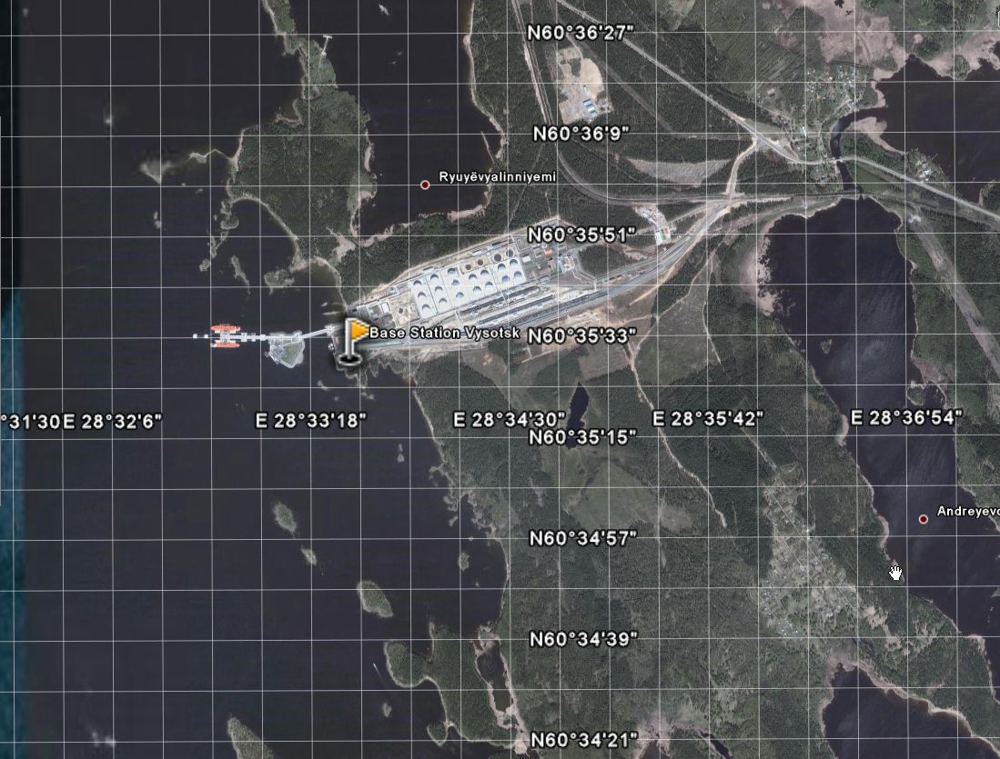 N60°36'27"
N60°36'9"
Ryuyëvyalinniyemi
N60°35'51"
Base Station Vysotsk
N60°35'33"
°31'30
E 28°32'6"
E 28°33'18"
E 28°34'30"
E 28°35'42"
E 28°36'54"
N60°35'15"
Andreyevo
N60°34'57"
N60°34'39"
N60°34'21"